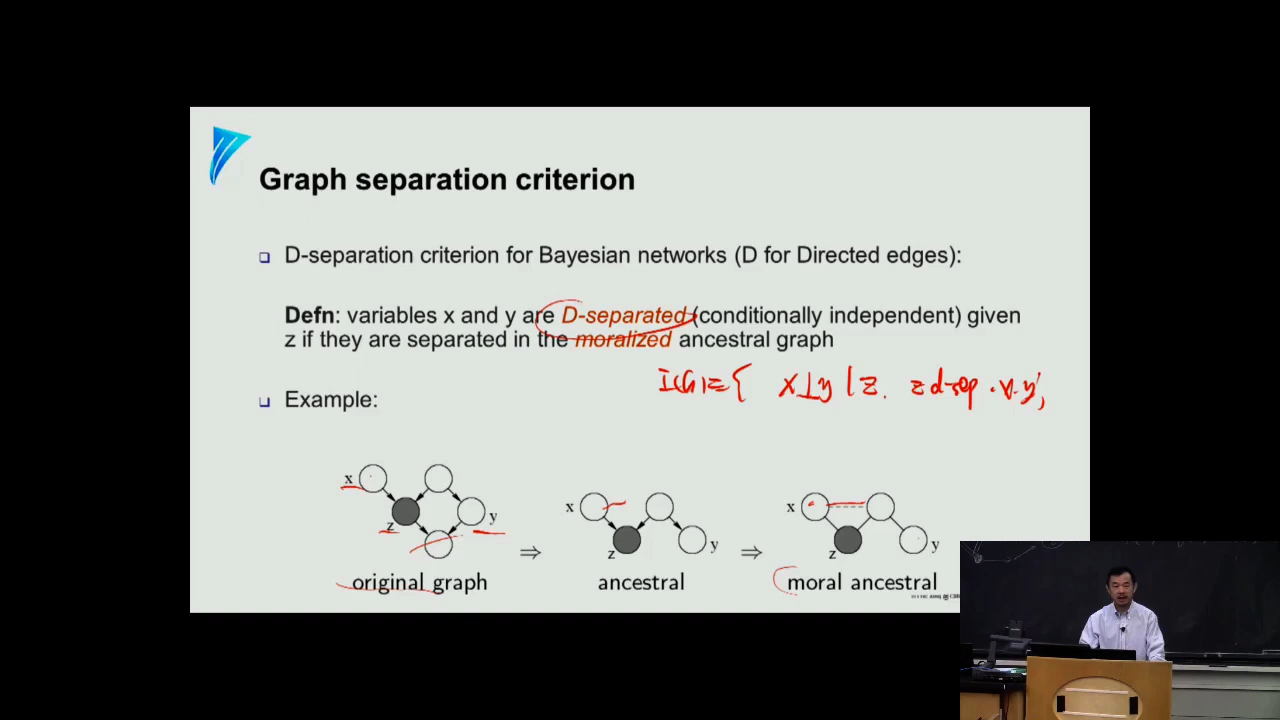 Graph separation criterion
D-separation criterion for Bayesian networks (D for Directed edges):
Defn: variables x and y are D-separated (conditionally independent) given
z if they are separated in the moralized ancestral graph
I(G)={ x⊥y | z. z d-sep. x. y }
Example:
x
z
y
original graph
⇒
x
z
y
ancestral
⇒
x
z
y
moral ancestral